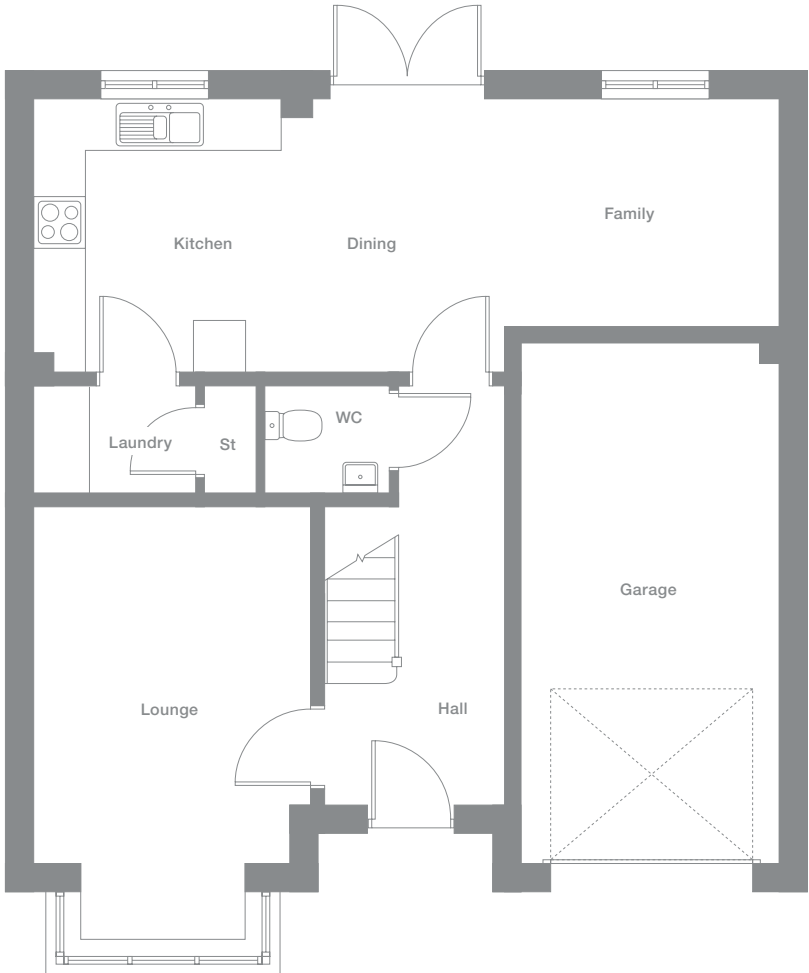 Family
Kitchen
Dining
WC
Laundry
St
Garage
Lounge
Hall